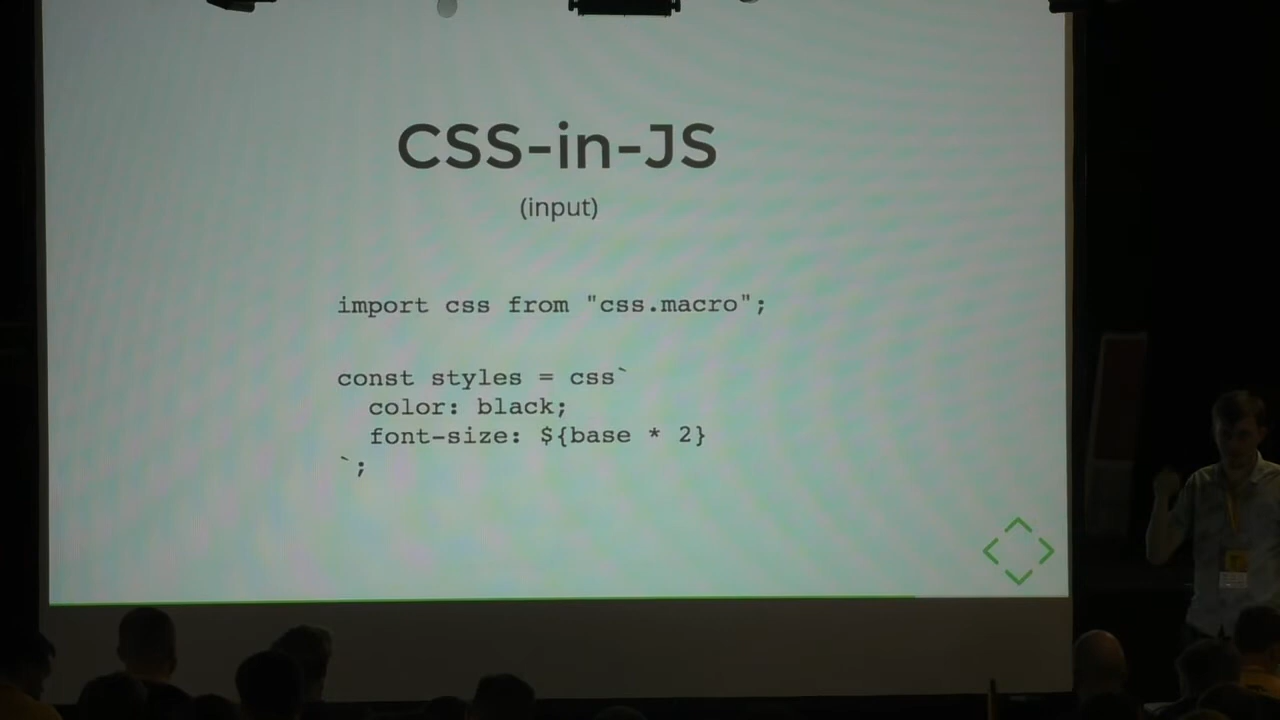 CSS-in-JS
(input)
import css from "css.macro";
const styles = css`
  color: black;
  font-size: ${base * 2}
`;